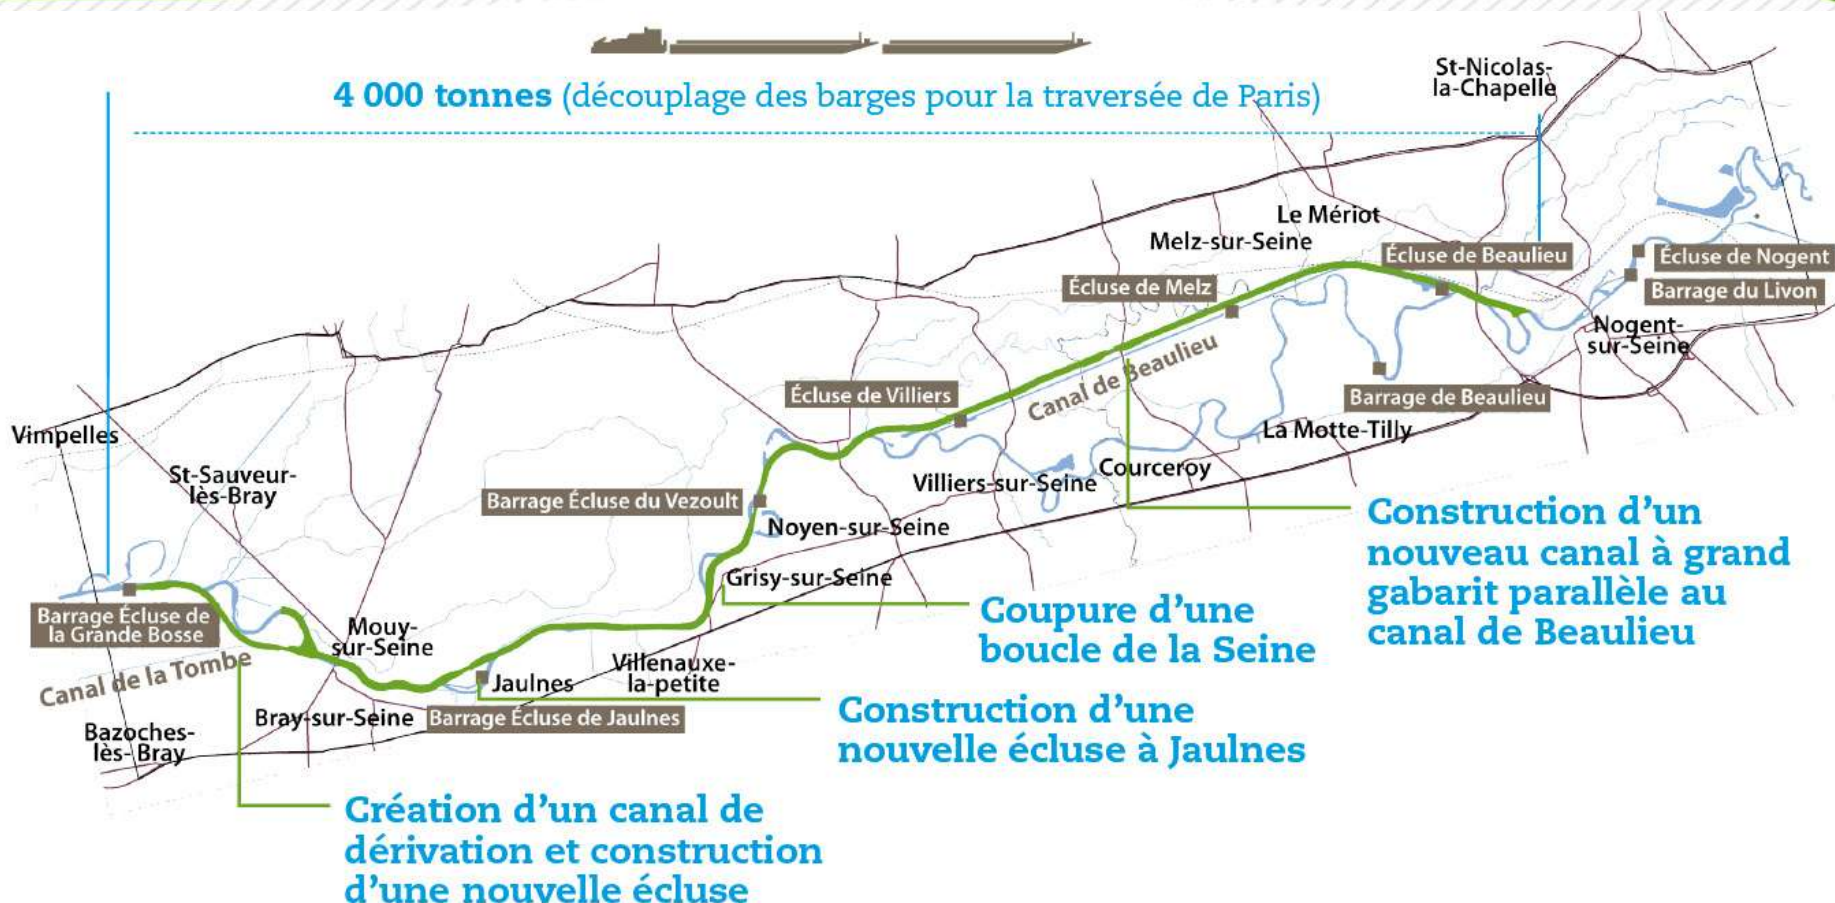 4 000 tonnes (découplage des barges pour la traversée de Paris)
St-Nicolas-
la-Chapelle
Le Mériot
Melz-sur-Seine
Écluse de Beaulieu
Écluse de Nogent
Barrage du Livon
Écluse de Melz
Nogent-
sur-Seine
Canal de Beaulieu
Barrage de Beaulieu
Écluse de Villiers
La Motte-Tilly
Vimpelles
St-Sauveur-
lès-Bray
Courceroy
Villiers-sur-Seine
Barrage Écluse du Vezoult
Noyen-sur-Seine
Grisy-sur-Seine
Construction d'un
nouveau canal à grand
gabarit parallèle au
canal de Beaulieu
Coupure d'une
boucle de la Seine
Barrage Écluse de
la Grande Bosse
Mouy-
sur-Seine
Canal de la Tombe
Villenauxe-
la-petite
Jaulnes
Bray-sur-Seine
Barrage Écluse de Jaulnes
Bazoches-
lès-Bray
Construction d'une
nouvelle écluse à Jaulnes
Création d'un canal de
dérivation et construction
d'une nouvelle écluse